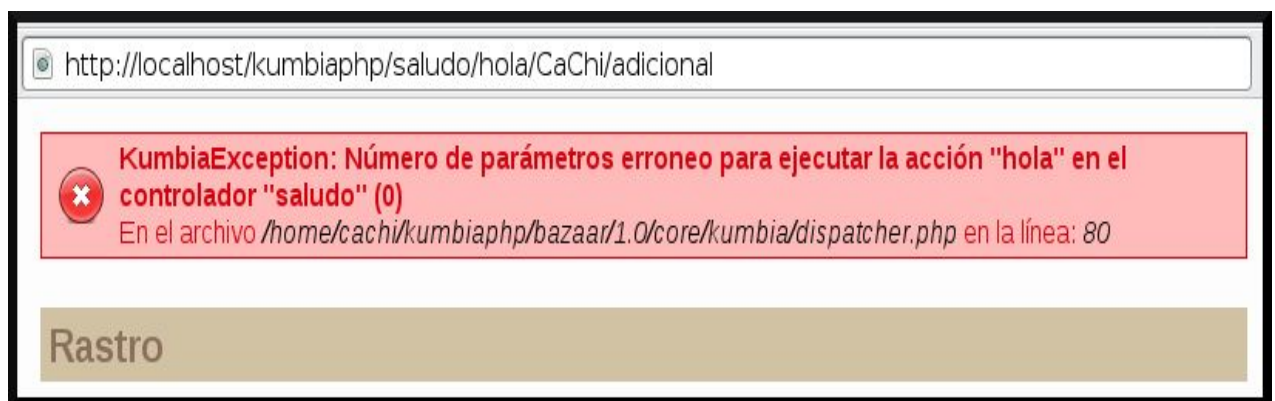 http://localhost/kumbiaphp/saludo/hola/CaChi/adicional
KumbiaException: Número de parámetros erroneo para ejecutar la acción "hola" en el
controlador "saludo" (0)
En el archivo /home/cachi/kumbiaphp/bazaar/1.0/core/kumbia/dispatcher.php en la línea: 80
Rastro